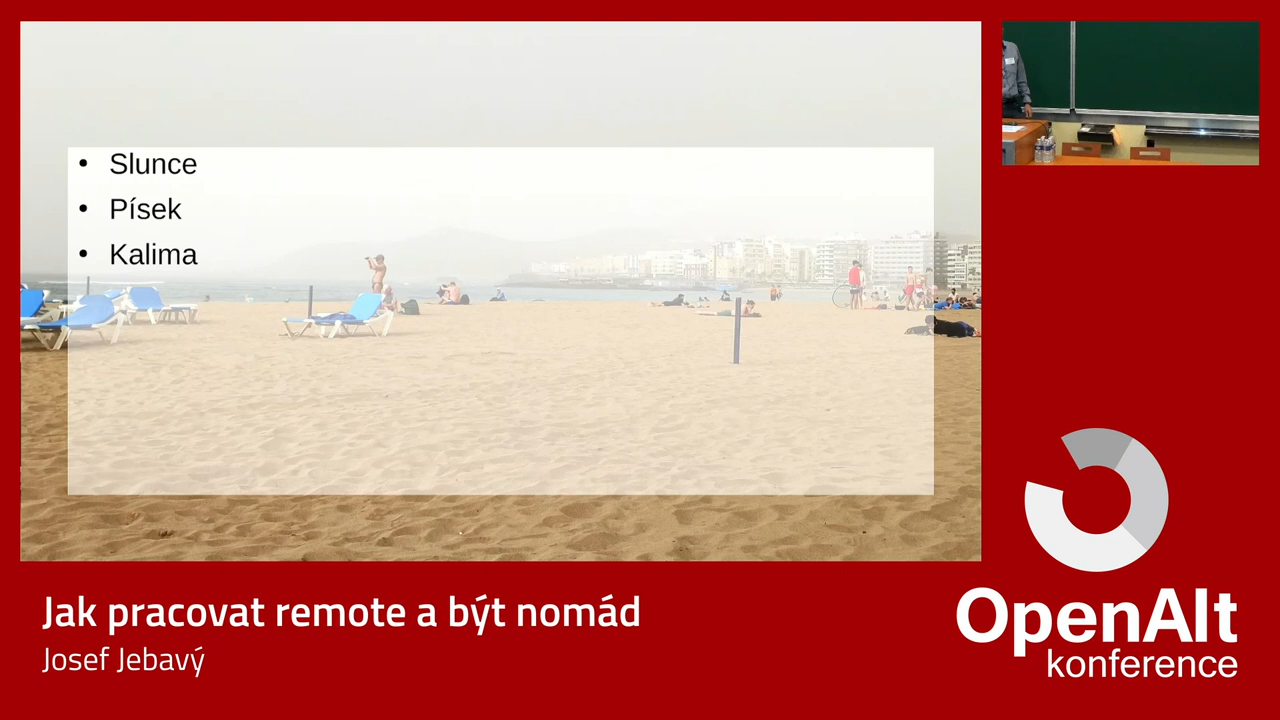 Slunce
Písek
Kalima
Jak pracovat remote a být nomád
Josef Jebavý
OpenAlt
konference